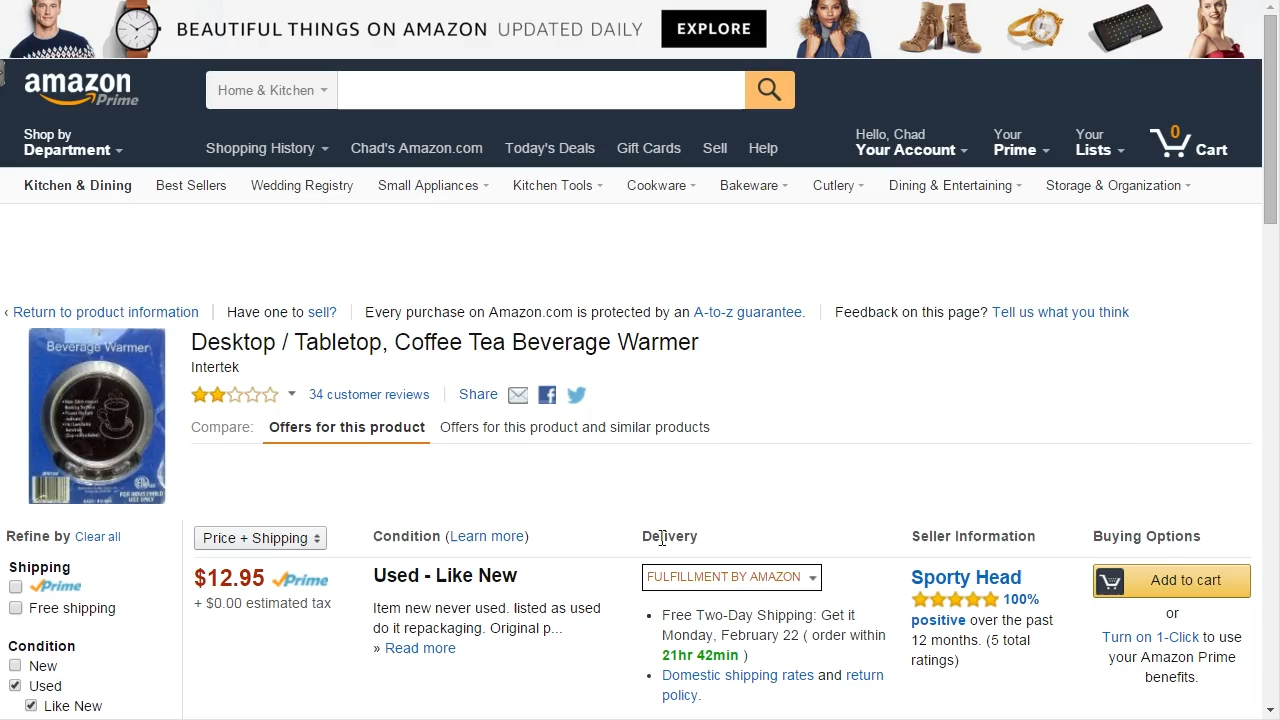 BEAUTIFUL THINGS ON AMAZON UPDATED DAILY EXPLORE
amazon Prime
Home & Kitchen
Shop by
Department
Shopping History Chad's Amazon.com Today's Deals Gift Cards Sell Help
Hello, Chad
Your Account
Your
Prime
Your
Lists
0
Cart
Kitchen & Dining Best Sellers Wedding Registry Small Appliances Kitchen Tools Cookware Bakeware Cutlery Dining & Entertaining Storage & Organization
‹ Return to product information | Have one to sell? | Every purchase on Amazon.com is protected by an A-to-z guarantee. | Feedback on this page? Tell us what you think
Beverage Warmer
FOR HOUSEHOLD
USE ONLY
Desktop / Tabletop, Coffee Tea Beverage Warmer
Intertek
34 customer reviews | Share
Compare: Offers for this product Offers for this product and similar products
Refine by Clear all
Shipping
Prime
Free shipping
Condition
New
Used
Like New
Price + Shipping
$12.95 Prime
+ $0.00 estimated tax
Condition (Learn more)
Used - Like New
Item new never used. listed as used
do it repackaging. Original p...
» Read more
Delivery
FULFILLMENT BY AMAZON
• Free Two-Day Shipping: Get it
Monday, February 22 ( order within
21hr 42min )
• Domestic shipping rates and return
policy.
Seller Information
Sporty Head
100%
positive over the past
12 months. (5 total
ratings)
Buying Options
Add to cart
or
Turn on 1-Click to use
your Amazon Prime
benefits.